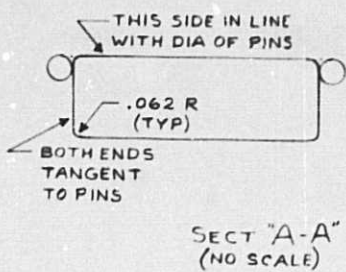 THIS SIDE IN LINE
WITH DIA OF PINS
.062 R
(TYP)
BOTH ENDS
TANGENT
TO PINS
SECT "A-A"
(NO SCALE)